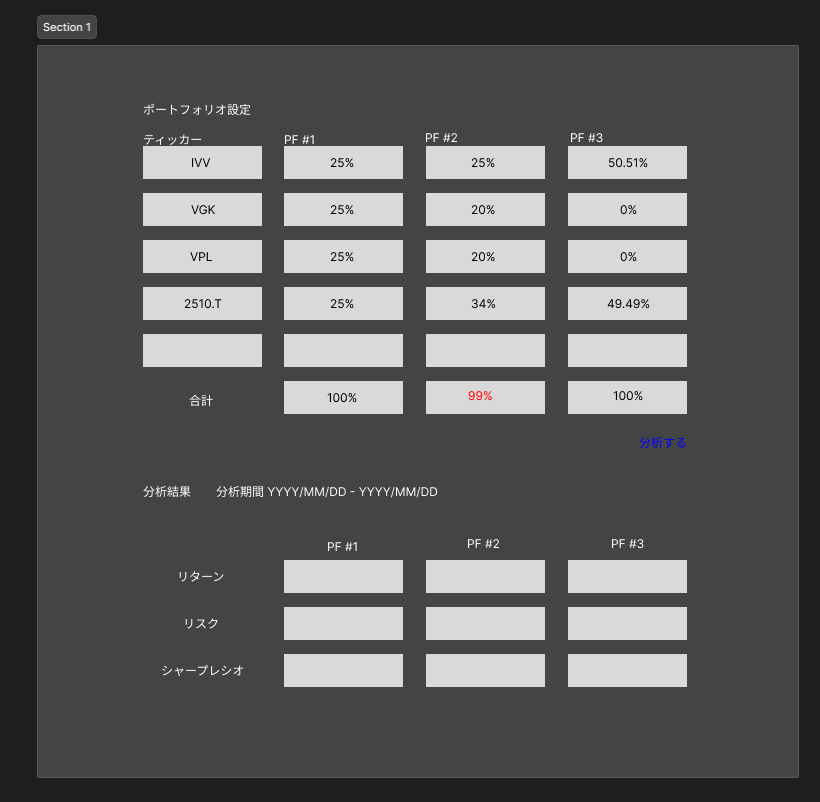 Section 1
ポートフォリオ設定
ティッカー PF #1 PF #2 PF #3
IVV 25% 25% 50.51%
VGK 25% 20% 0%
VPL 25% 20% 0%
2510.T 25% 34% 49.49%
合計 100% 99% 100%
分析する
分析結果 分析期間 YYYY/MM/DD - YYYY/MM/DD
PF #1 PF #2 PF #3
リターン
リスク
シャープレシオ